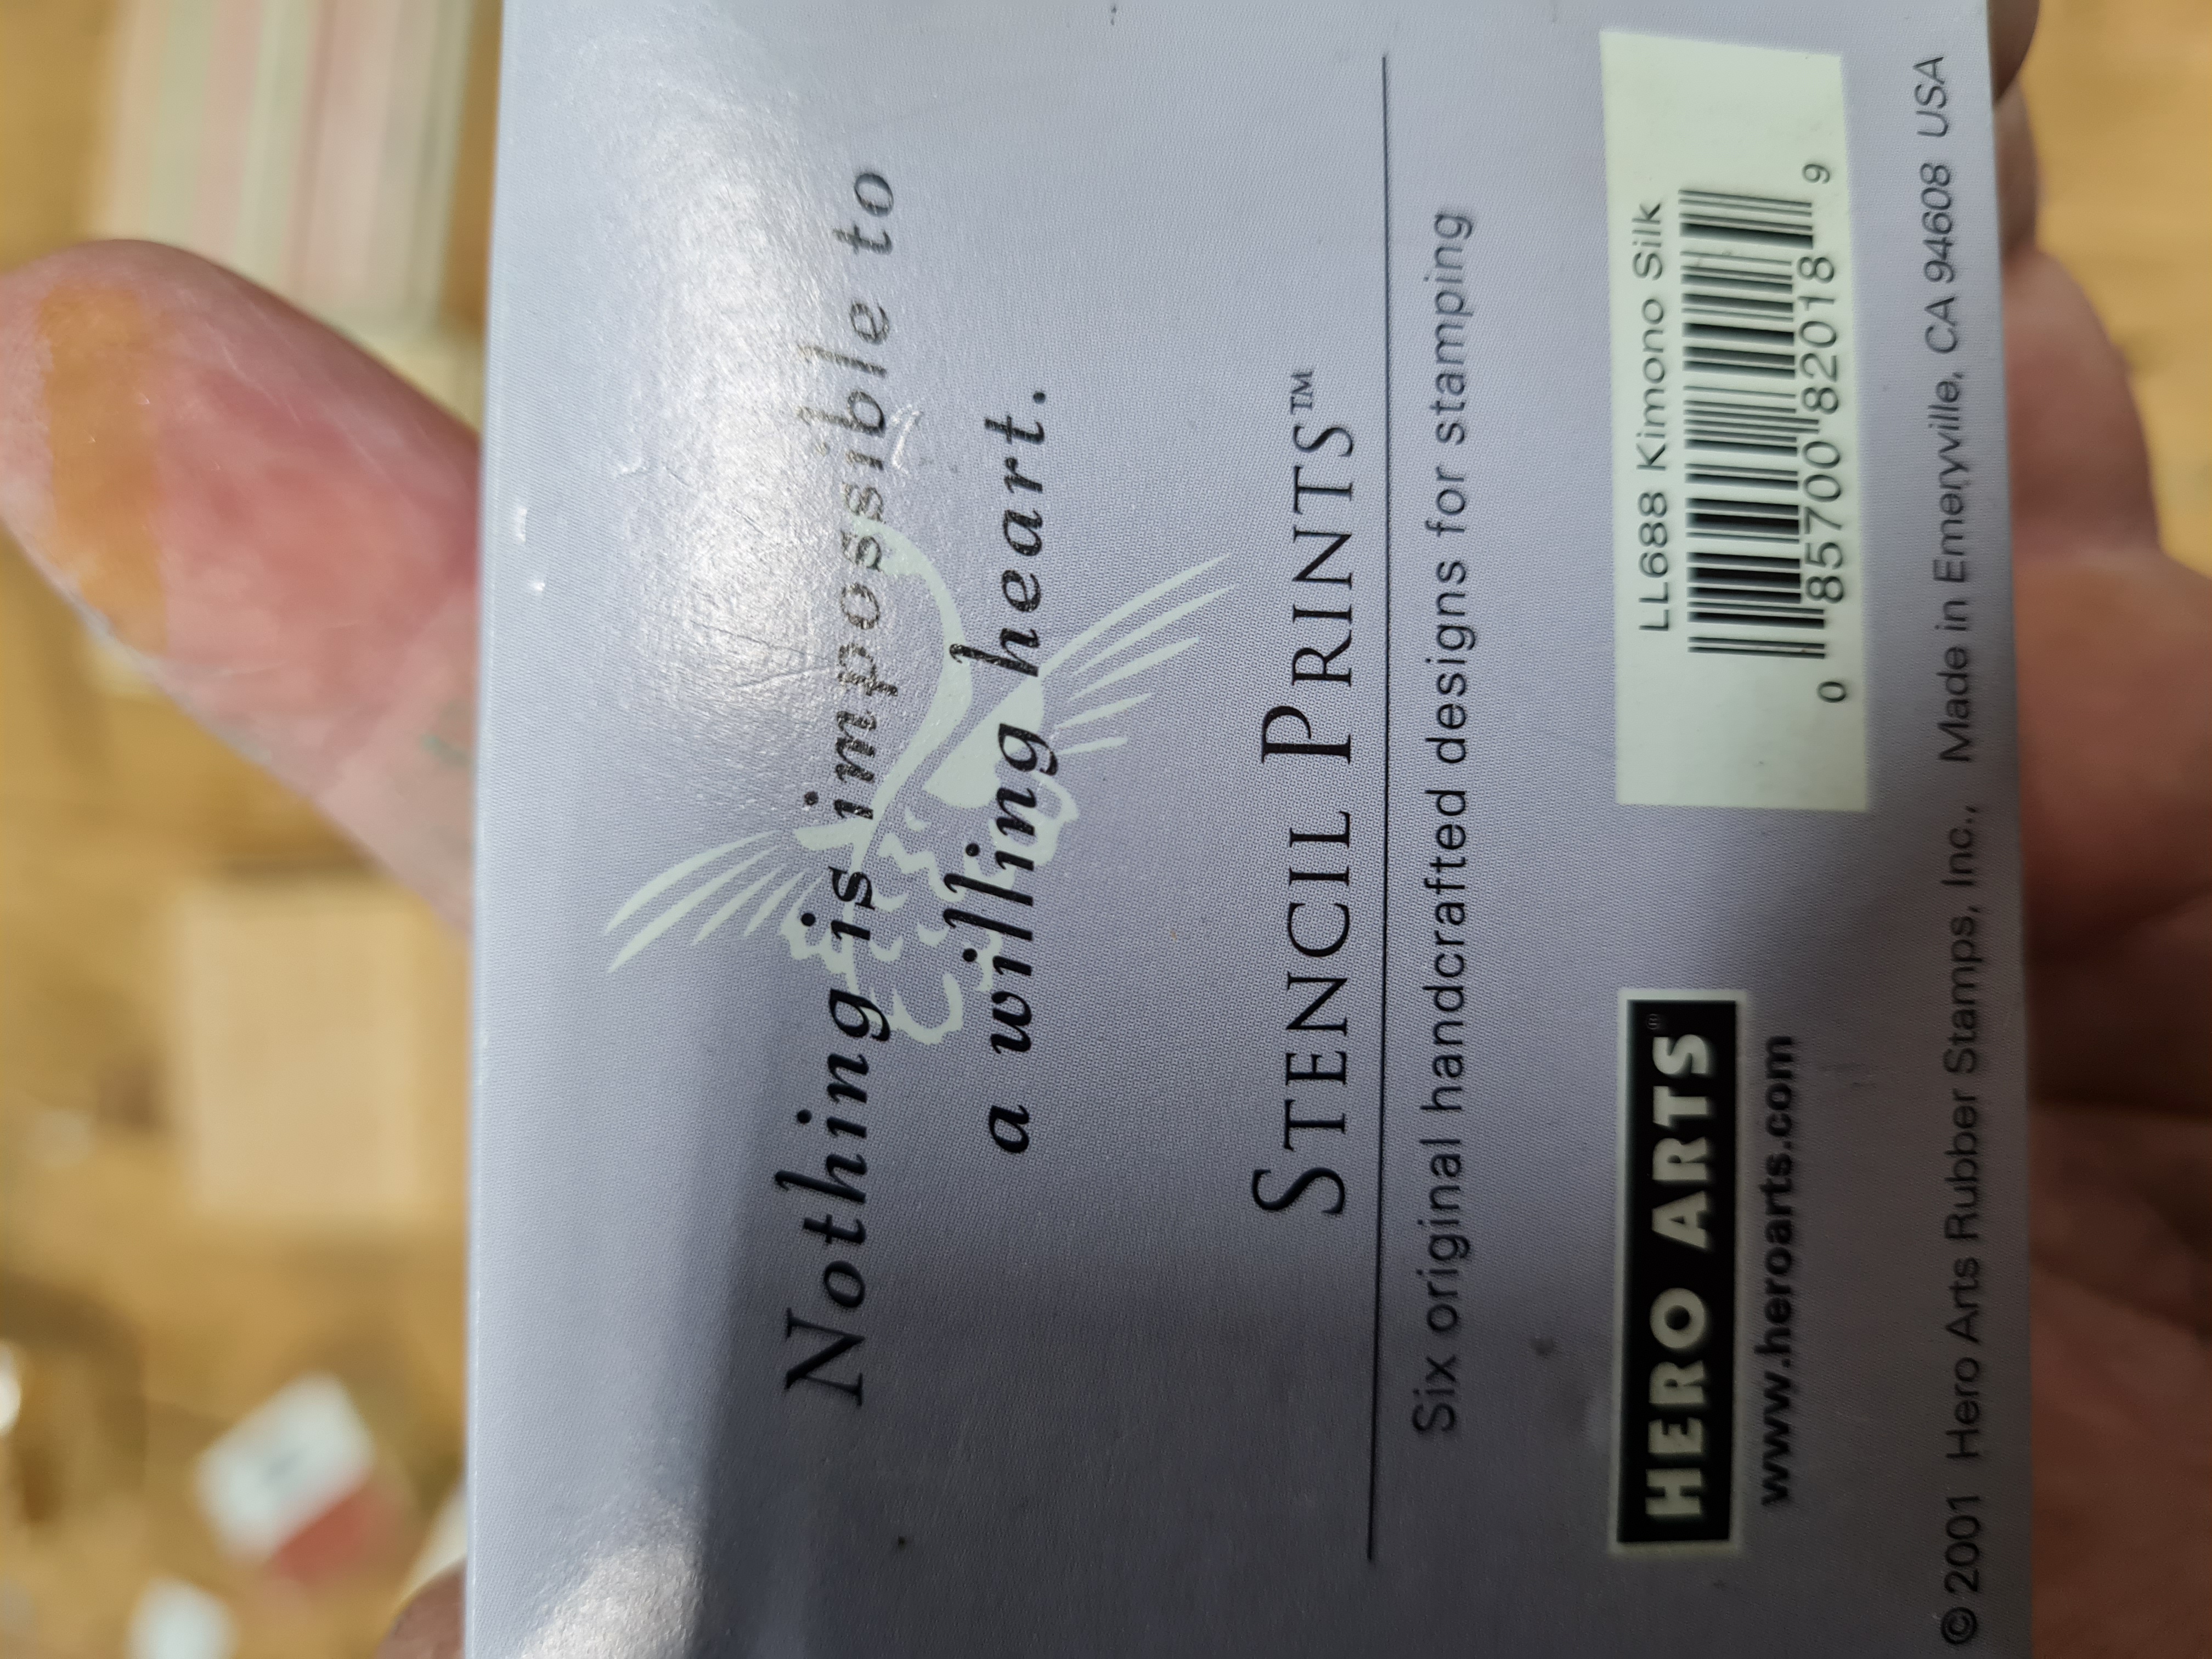 Nothing is impossible to
a willing heart.
STENCIL PRINTS™
Six original handcrafted designs for stamping
HERO ARTS®
www.heroarts.com
LL688 Kimono Silk
0 85700 82018 9
©2001 Hero Arts Rubber Stamps, Inc., Made in Emeryville, CA 94608 USA